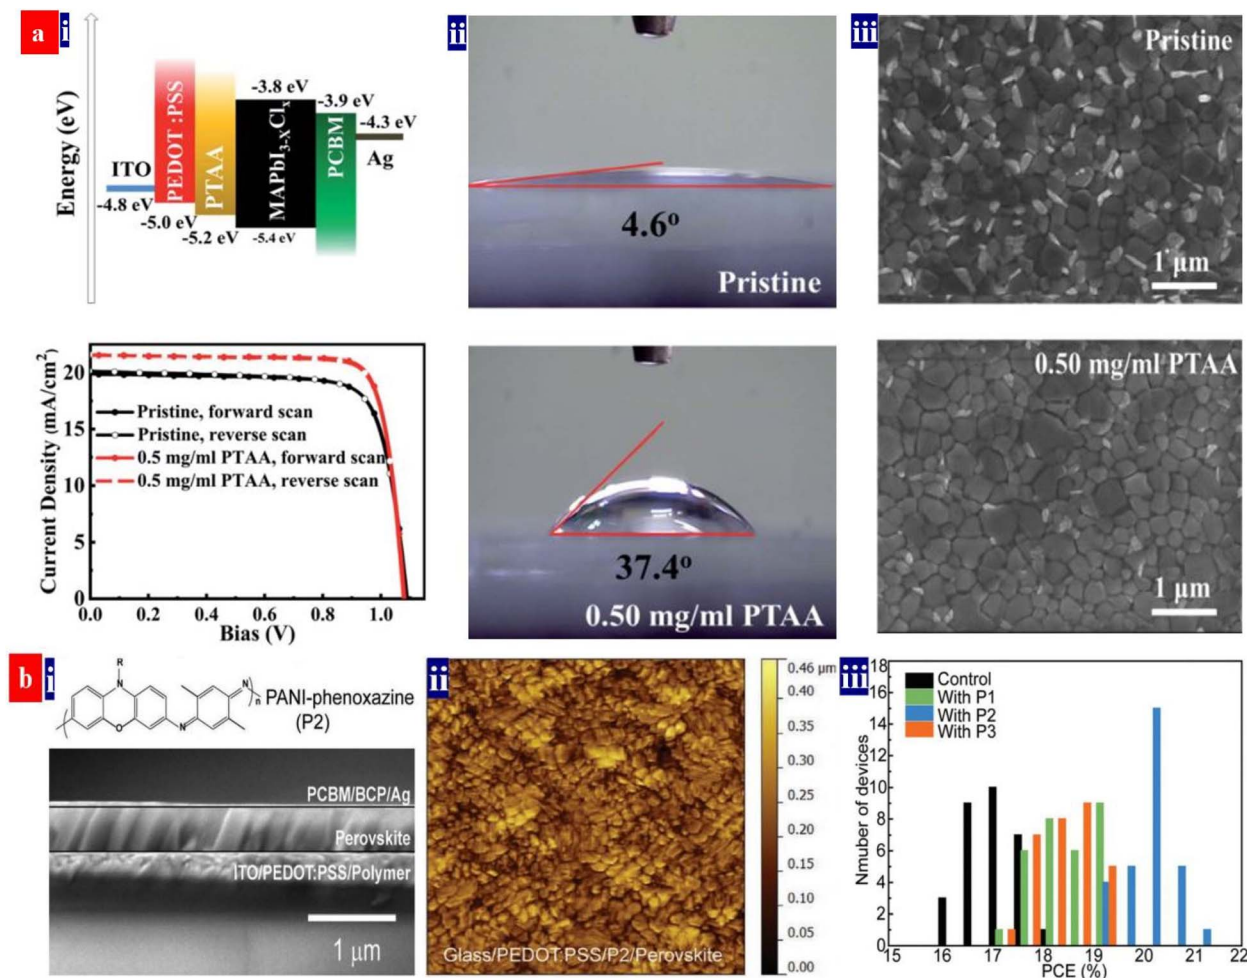 a i
Energy (eV)
ITO
-4.8 eV
PEDOT :PSS
-5.0 eV
PTAA
-5.2 eV
-3.8 eV
MAPbI3-XClx
-5.4 eV
-3.9 eV
PCBM
-4.3 eV
Ag
ii
4.6o
Pristine
iii
Pristine
1 µm
Current Density (mA/cm2)
20
15
10
5
0
Pristine, forward scan
Pristine, reverse scan
0.5 mg/ml PTAA, forward scan
0.5 mg/ml PTAA, reverse scan
0.0 0.2 0.4 0.6 0.8 1.0
Bias (V)
37.4o
0.50 mg/ml PTAA
0.50 mg/ml PTAA
1 µm
b i
R
N
O
N
N
n
PANI-phenoxazine
(P2)
PCBM/BCP/Ag
Perovskite
ITO/PEDOT:PSS/Polymer
1 µm
ii
Glass/PEDOT:PSS/P2/Perovskite
0.46 µm
0.40
0.35
0.30
0.25
0.20
0.15
0.10
0.00
iii
Nmuber of devices
18
16
14
12
10
8
6
4
2
0
Control
With P1
With P2
With P3
15 16 17 18 19 20 21 22
PCE (%)